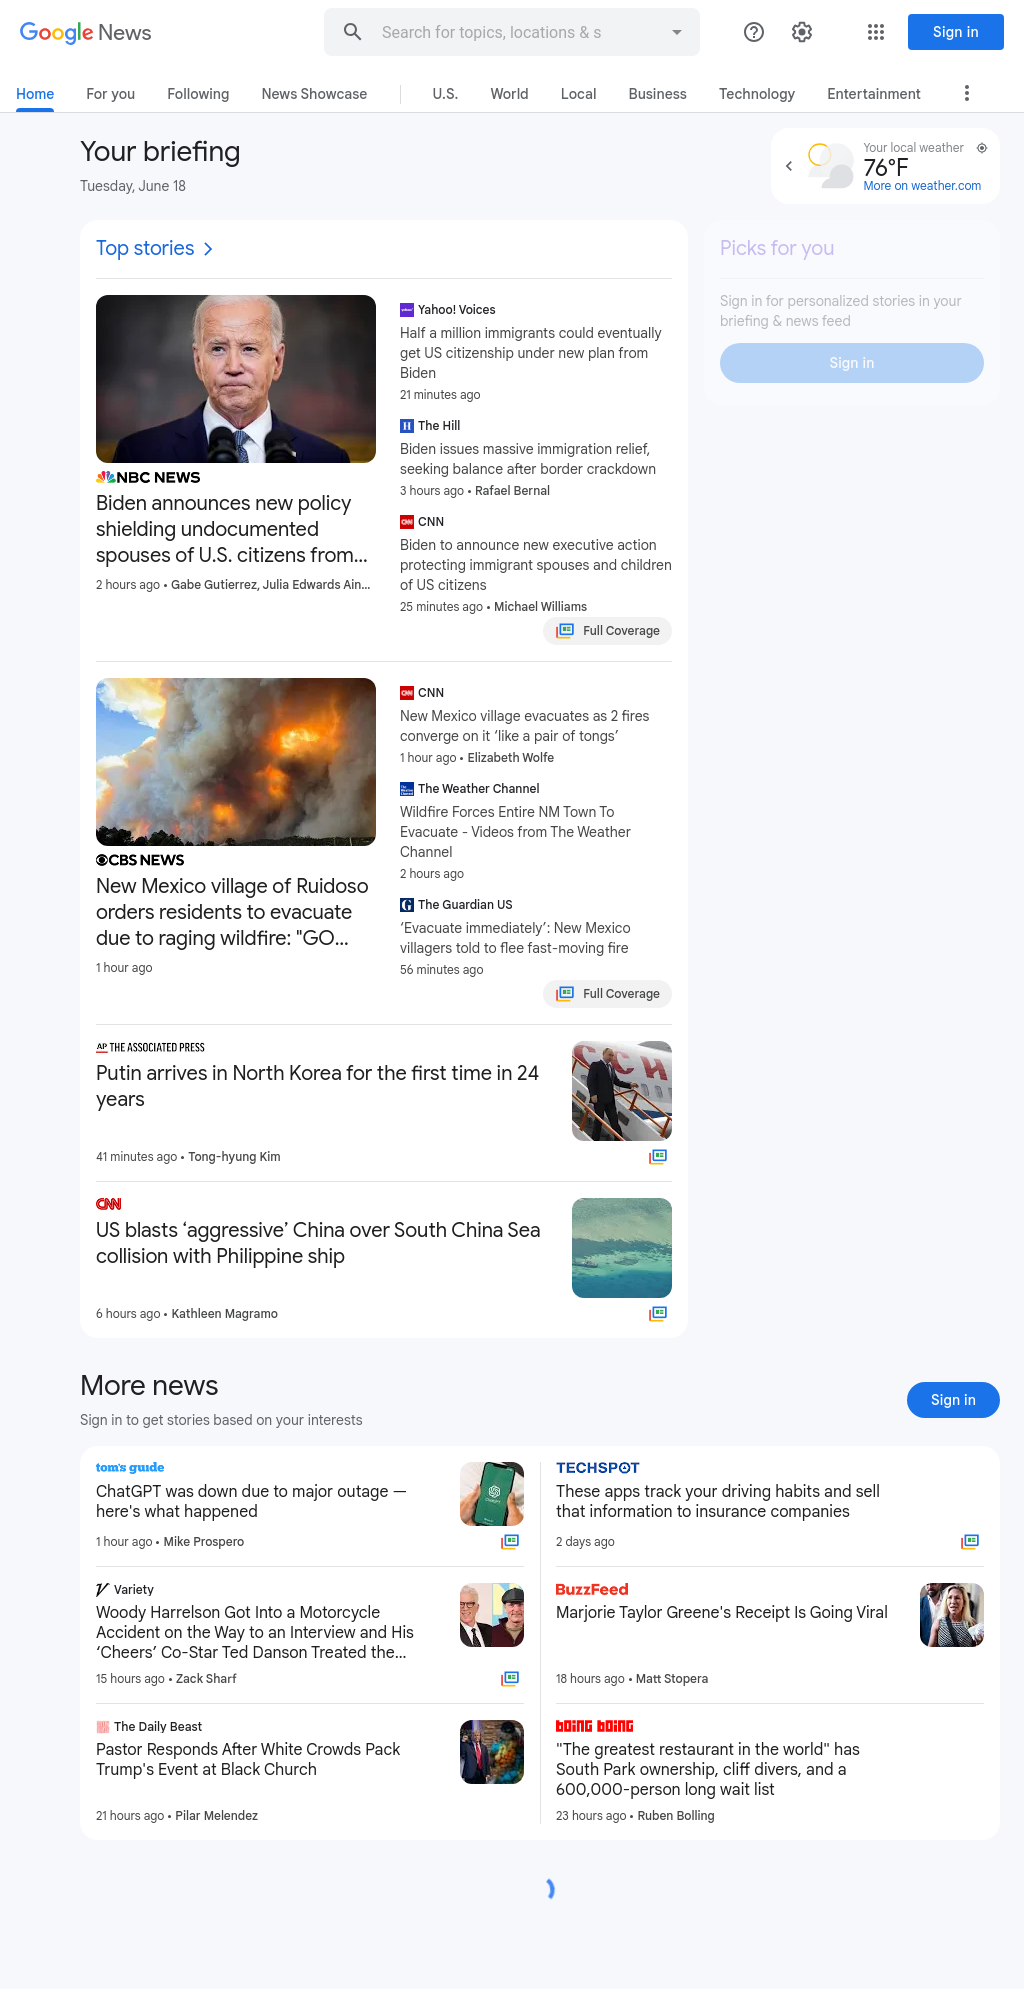 Google News
Search for topics, locations & s
Sign in
Home
For you
Following
News Showcase
U.S.
World
Local
Business
Technology
Entertainment
Your briefing
Tuesday, June 18
Your local weather
76°F
More on weather.com
Top stories
NBC NEWS
Biden announces new policy
shielding undocumented
spouses of U.S. citizens from...
2 hours ago • Gabe Gutierrez, Julia Edwards Ain...
Yahoo! Voices
Half a million immigrants could eventually
get US citizenship under new plan from
Biden
21 minutes ago
The Hill
Biden issues massive immigration relief,
seeking balance after border crackdown
3 hours ago • Rafael Bernal
CNN
Biden to announce new executive action
protecting immigrant spouses and children
of US citizens
25 minutes ago • Michael Williams
Full Coverage
Picks for you
Sign in for personalized stories in your
briefing & news feed
Sign in
CBS NEWS
New Mexico village of Ruidoso
orders residents to evacuate
due to raging wildfire: "GO...
1 hour ago
CNN
New Mexico village evacuates as 2 fires
converge on it ‘like a pair of tongs’
1 hour ago • Elizabeth Wolfe
The Weather Channel
Wildfire Forces Entire NM Town To
Evacuate - Videos from The Weather
Channel
2 hours ago
The Guardian US
‘Evacuate immediately’: New Mexico
villagers told to flee fast-moving fire
56 minutes ago
Full Coverage
AP THE ASSOCIATED PRESS
Putin arrives in North Korea for the first time in 24
years
41 minutes ago • Tong-hyung Kim
CNN
US blasts ‘aggressive’ China over South China Sea
collision with Philippine ship
6 hours ago • Kathleen Magramo
More news
Sign in to get stories based on your interests
Sign in
tom's guide
ChatGPT was down due to major outage —
here's what happened
1 hour ago • Mike Prospero
TECHSPOT
These apps track your driving habits and sell
that information to insurance companies
2 days ago
Variety
Woody Harrelson Got Into a Motorcycle
Accident on the Way to an Interview and His
‘Cheers’ Co-Star Ted Danson Treated the...
15 hours ago • Zack Sharf
BuzzFeed
Marjorie Taylor Greene's Receipt Is Going Viral
18 hours ago • Matt Stopera
The Daily Beast
Pastor Responds After White Crowds Pack
Trump's Event at Black Church
21 hours ago • Pilar Melendez
boing boing
"The greatest restaurant in the world" has
South Park ownership, cliff divers, and a
600,000-person long wait list
23 hours ago • Ruben Bolling